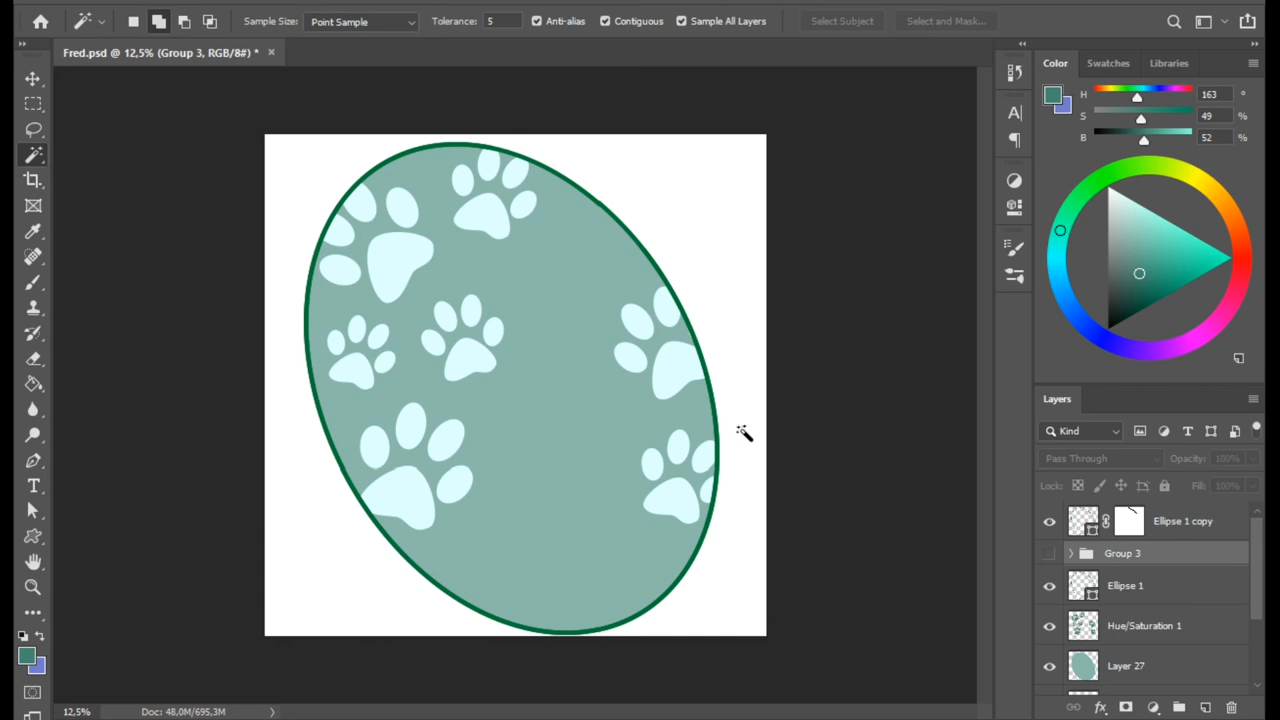 Sample Size: Point Sample Tolerance: 5 Anti-alias Contiguous Sample All Layers Select Subject Select and Mask...
Fred.psd @ 12,5% (Group 3, RGB/8#) * ×
Color Swatches Libraries
H 163 °
S 49 %
B 52 %
Layers
Kind
Pass Through Opacity: 100%
Lock: Fill: 100%
Ellipse 1 copy
Group 3
Ellipse 1
Hue/Saturation 1
Layer 27
12,5% Doc: 48,0M/695,3M